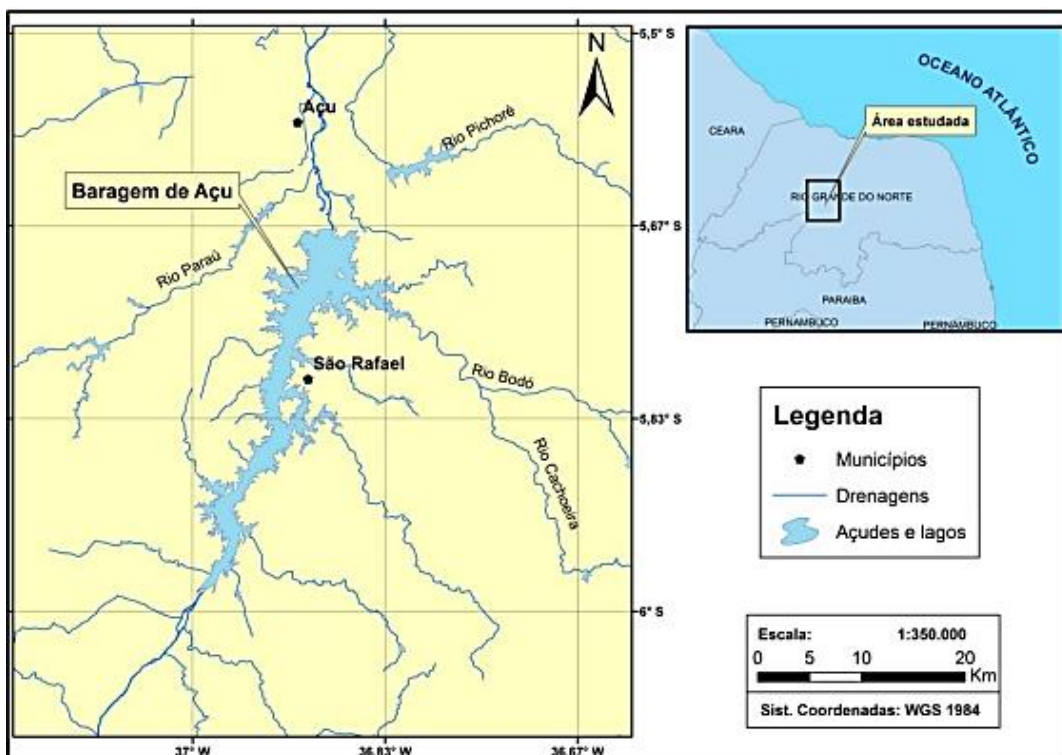 5,5° S
N
Açu
Rio Pichoré
Baragem de Açu
5,67° S
Rio Paraú
São Rafael
Rio Bodó
5,83° S
Rio Cachoeira
6° S
37° W
36,83° W
36,67° W
OCEANO ATLÂNTICO
CEARA
Área estudada
RIO GRANDE DO NORTE
PARAIBA
PERNAMBUCO
PERNÂMBUCO
Legenda
Municípios
Drenagens
Açudes e lagos
Escala: 1:350.000
0 5 10 20
Km
Sist. Coordenadas: WGS 1984